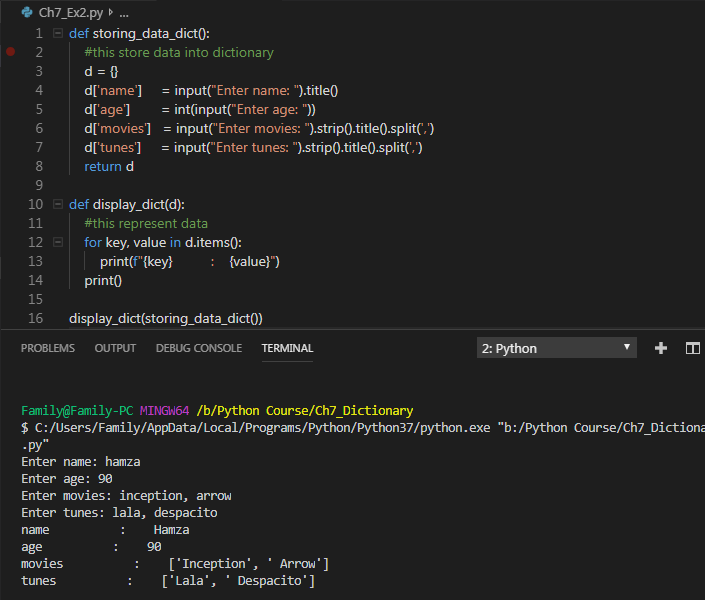 Ch7_Ex2.py ▸ ...
1 def storing_data_dict():
2     #this store data into dictionary
3     d = {}
4     d['name']     = input("Enter name: ").title()
5     d['age']        = int(input("Enter age: "))
6     d['movies']   = input("Enter movies: ").strip().title().split(',')
7     d['tunes']     = input("Enter tunes: ").strip().title().split(',')
8     return d
9
10 def display_dict(d):
11     #this represent data
12     for key, value in d.items():
13         print(f"{key}          :    {value}")
14     print()
15
16 display_dict(storing_data_dict())
PROBLEMS OUTPUT DEBUG CONSOLE TERMINAL 2: Python
Family@Family-PC MINGW64 /b/Python Course/Ch7_Dictionary
$ C:/Users/Family/AppData/Local/Programs/Python/Python37/python.exe "b:/Python Course/Ch7_Dictiona
.py"
Enter name: hamza
Enter age: 90
Enter movies: inception, arrow
Enter tunes: lala, despacito
name          :    Hamza
age          :    90
movies          :    ['Inception', ' Arrow']
tunes          :    ['Lala', ' Despacito']